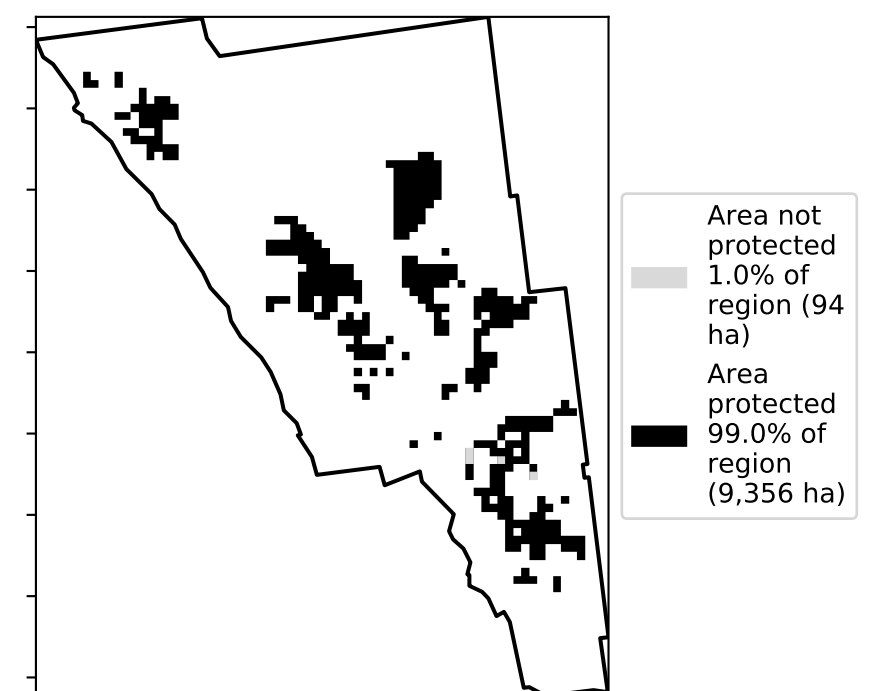 Area not
protected
1.0% of
region (94
ha)
Area
protected
99.0% of
region
(9,356 ha)